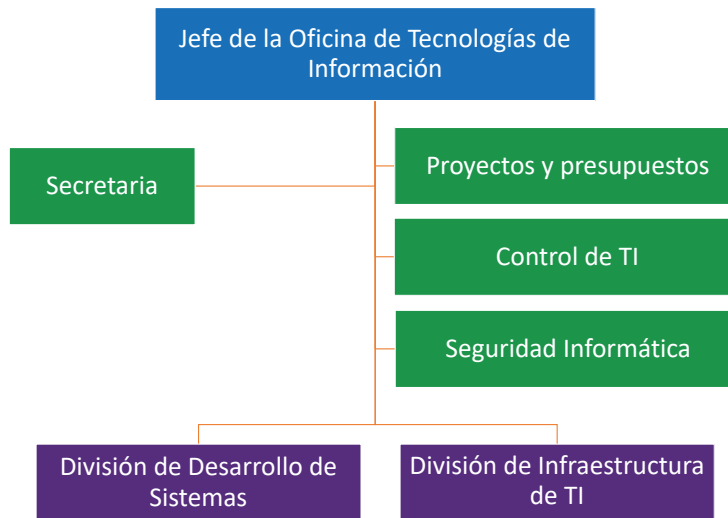 Jefe de la Oficina de Tecnologías de
Información
Secretaria
Proyectos y presupuestos
Control de TI
Seguridad Informática
División de Desarrollo de
Sistemas
División de Infraestructura
de TI